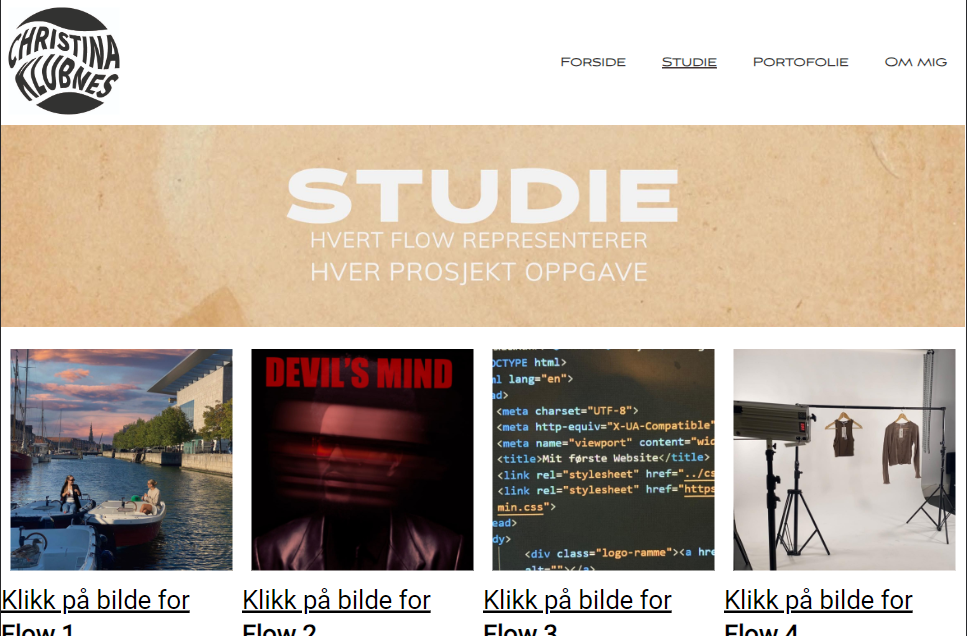 CHRISTINA
KLUBNES
FORSIDE
STUDIE
PORTOFOLIE
OM MIG
STUDIE
HVERT FLOW REPRESENTERER
HVER PROSJEKT OPPGAVE
DEVIL'S MIND
OCTYPE html>
ml lang="en">
ad>
<meta charset="UTF-8">
<meta http-equiv="X-UA-Compatible"
<meta name="viewport" content="wid
<title>Mit første Website</title>
<link rel="stylesheet" href="../cs
<link rel="stylesheet" href="https
min.css">
ead>
dy>
<div class="logo-ramme"><a hre
alt=""></a>
Klikk på bilde for
Flow 1
Klikk på bilde for
Flow 2
Klikk på bilde for
Flow 3
Klikk på bilde for
Flow 4